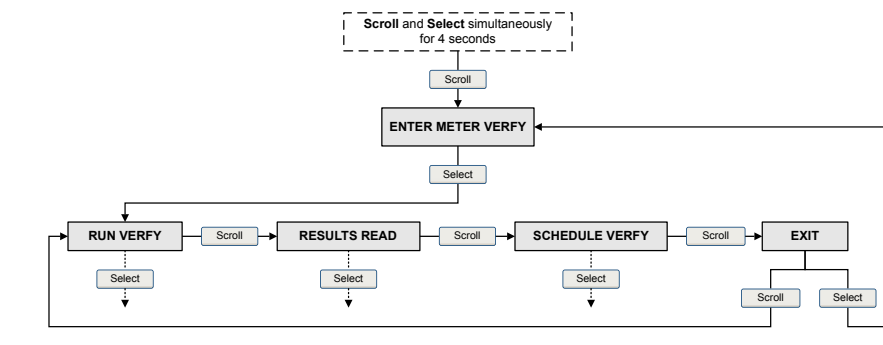 Scroll and Select simultaneously
for 4 seconds
Scroll
ENTER METER VERFY
Select
RUN VERFY
Scroll
RESULTS READ
Scroll
SCHEDULE VERFY
Scroll
EXIT
Select
Select
Select
Scroll
Select